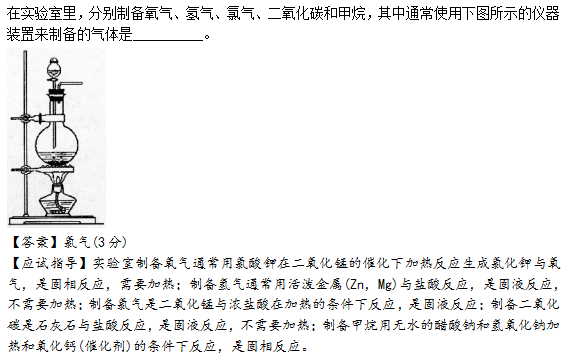 在实验室里，分别制备氧气、氢气、氯气、二氧化碳和甲烷，其中通常使用下图所示的仪器
装置来制备的气体是__________。
【答案】氯气(3分)
【应试指导】实验室制备氧气通常用氯酸钾在二氧化锰的催化下加热反应生成氯化钾与氧
气，是固相反应，需要加热；制备氢气通常用活泼金属(Zn，Mg)与盐酸反应，是固液反应，
不需要加热；制备氯气是二氧化锰与浓盐酸在加热的条件下反应，是固液反应；制备二氧化
碳是石灰石与盐酸反应，是固液反应，不需要加热；制备甲烷用无水的醋酸钠和氢氧化钠加
热和氧化钙(催化剂)的条件下反应，是固相反应。